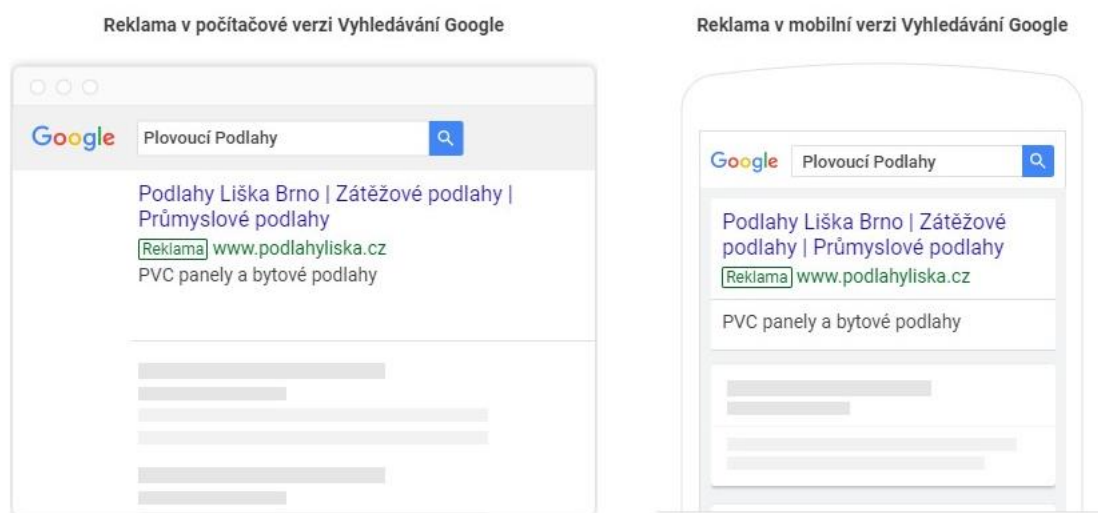 Reklama v počítačové verzi Vyhledávání Google
Google
Plovoucí Podlahy
Podlahy Liška Brno | Zátěžové podlahy |
Průmyslové podlahy
Reklama www.podlahyliska.cz
PVC panely a bytové podlahy
Reklama v mobilní verzi Vyhledávání Google
Google
Plovoucí Podlahy
Podlahy Liška Brno | Zátěžové
podlahy | Průmyslové podlahy
Reklama www.podlahyliska.cz
PVC panely a bytové podlahy